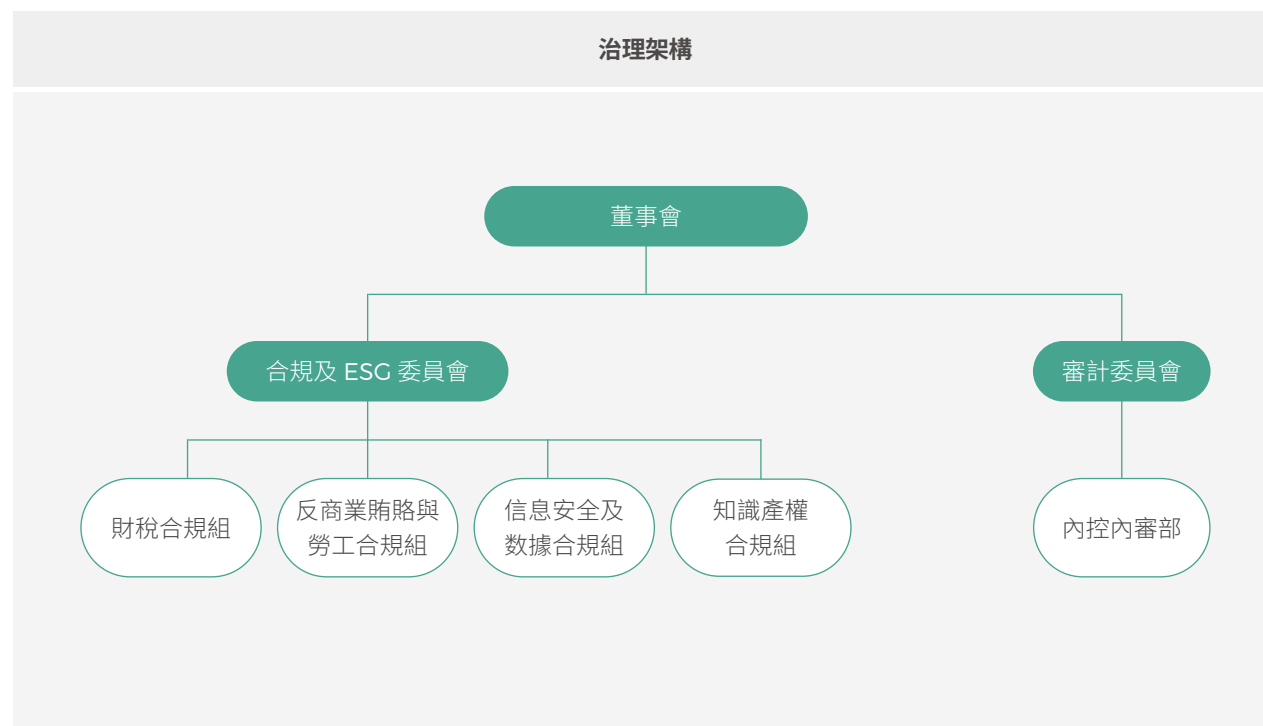 治理架構
董事會
合規及 ESG 委員會
審計委員會
財稅合規組
反商業賄賂與
勞工合規組
信息安全及
数據合規組
知識產權
合規組
內控內審部